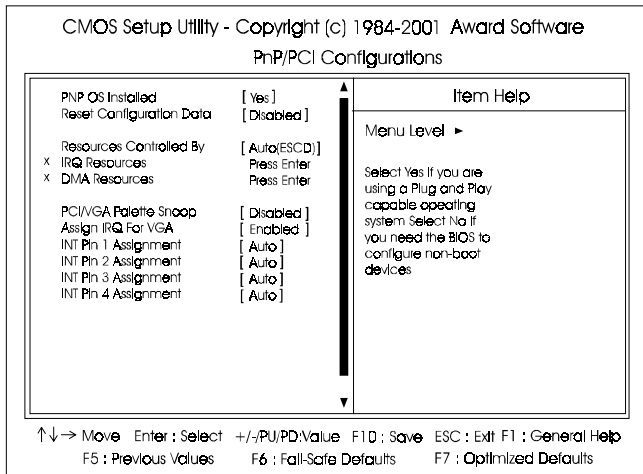 CMOS Setup Utility - Copyright (c) 1984-2001 Award Software
PnP/PCI Configurations
PNP OS Installed [ Yes ]
Reset Configuration Data [ Disabled ]
Resources Controlled By [ Auto(ESCD)]
x IRQ Resources Press Enter
x DMA Resources Press Enter
PCI/VGA Palette Snoop [ Disabled ]
Assign IRQ For VGA [ Enabled ]
INT Pin 1 Assignment [ Auto ]
INT Pin 2 Assignment [ Auto ]
INT Pin 3 Assignment [ Auto ]
INT Pin 4 Assignment [ Auto ]
Item Help
Menu Level ►
Select Yes if you are
using a Plug and Play
capable operating
system Select No if
you need the BIOS to
configure non-boot
devices
↑↓→ Move Enter : Select +/-/PU/PD:Value F10 : Save ESC : Exit F1 : General Help
F5 : Previous Values F6 : Fail-Safe Defaults F7 : Optimized Defaults